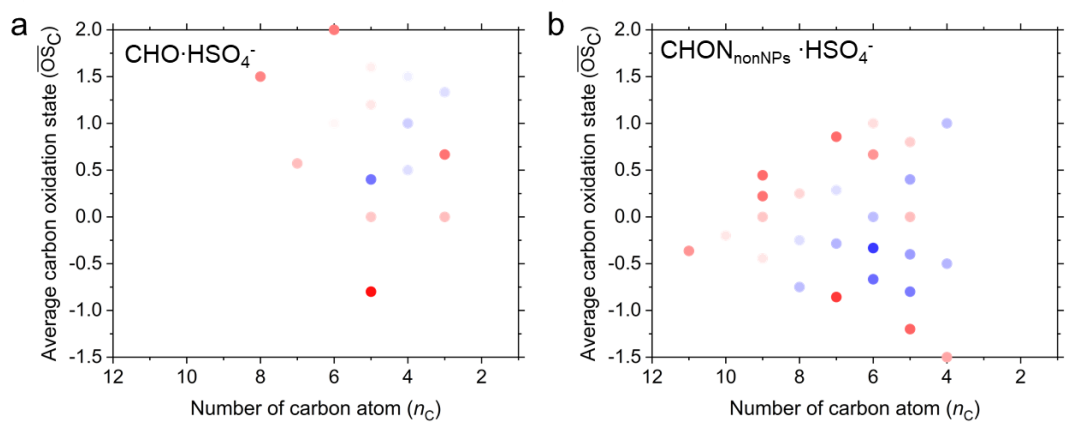 a
CHO·HSO₄⁻
Average carbon oxidation state (O̅S̅C)
2.0
1.5
1.0
0.5
0.0
-0.5
-1.0
-1.5
12 10 8 6 4 2
Number of carbon atom (nC)
b
CHONnonNPs ·HSO₄⁻
Average carbon oxidation state (O̅S̅C)
2.0
1.5
1.0
0.5
0.0
-0.5
-1.0
-1.5
12 10 8 6 4 2
Number of carbon atom (nC)